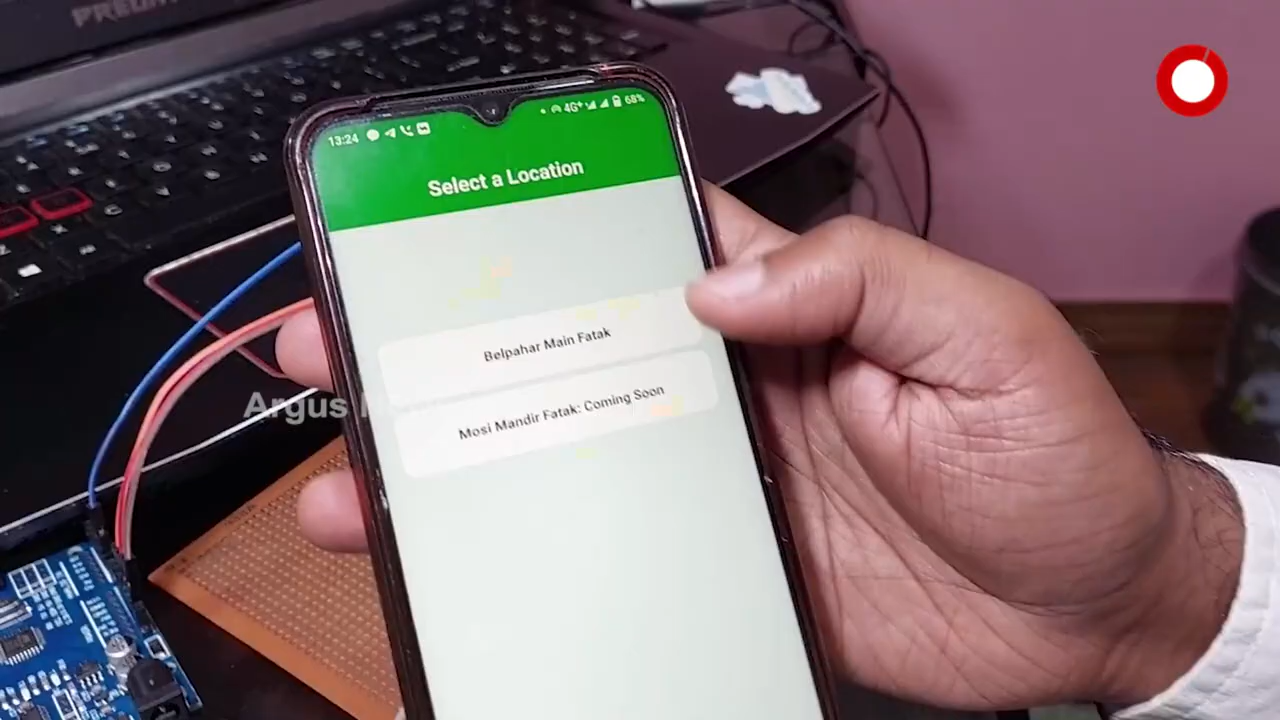 13:24
4G+
68%
Select a Location
Belpahar Main Fatak
Mosi Mandir Fatak: Coming Soon
Argus